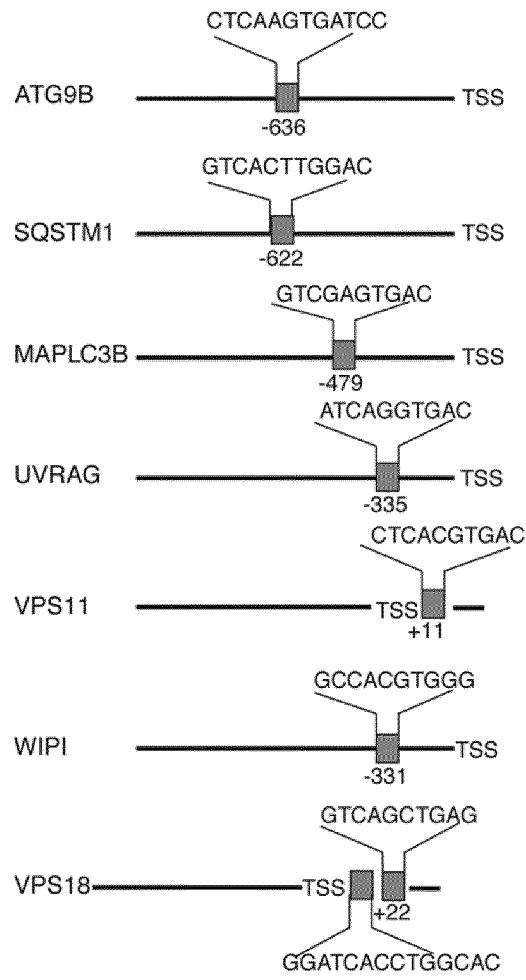 CTCAAGTGATCC
ATG9B TSS
-636
GTCACTTGGAC
SQSTM1 TSS
-622
GTCGAGTGAC
MAPLC3B TSS
-479
ATCAGGTGAC
UVRAG TSS
-335
CTCACGTGAC
VPS11 TSS
+11
GCCACGTGGG
WIPI TSS
-331
GTCAGCTGAG
VPS18 TSS
+22
GGATCACCTGGCAC